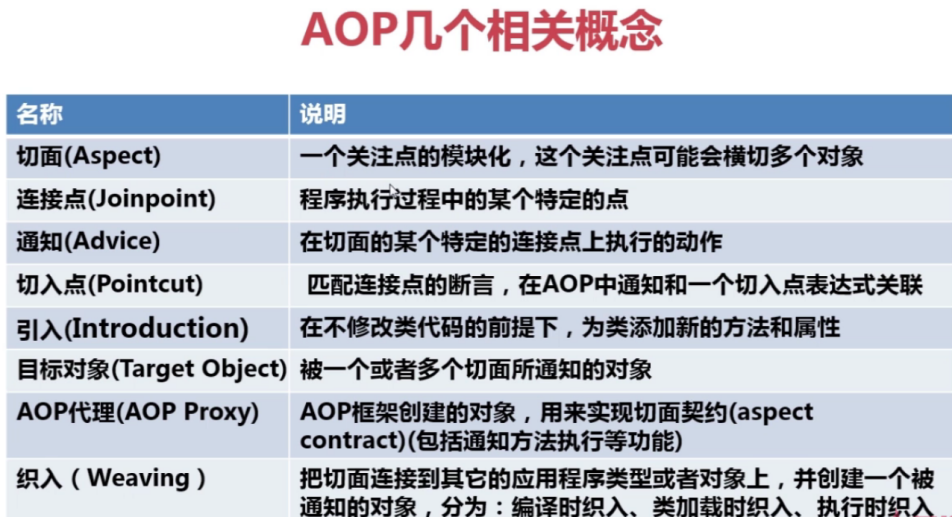 AOP几个相关概念
名称 说明
切面(Aspect) 一个关注点的模块化，这个关注点可能会横切多个对象
连接点(Joinpoint) 程序执行过程中的某个特定的点
通知(Advice) 在切面的某个特定的连接点上执行的动作
切入点(Pointcut) 匹配连接点的断言，在AOP中通知和一个切入点表达式关联
引入(Introduction) 在不修改类代码的前提下，为类添加新的方法和属性
目标对象(Target Object) 被一个或者多个切面所通知的对象
AOP代理(AOP Proxy) AOP框架创建的对象，用来实现切面契约(aspect
contract)(包括通知方法执行等功能)
织入（Weaving） 把切面连接到其它的应用程序类型或者对象上，并创建一个被
通知的对象，分为：编译时织入、类加载时织入、执行时织入